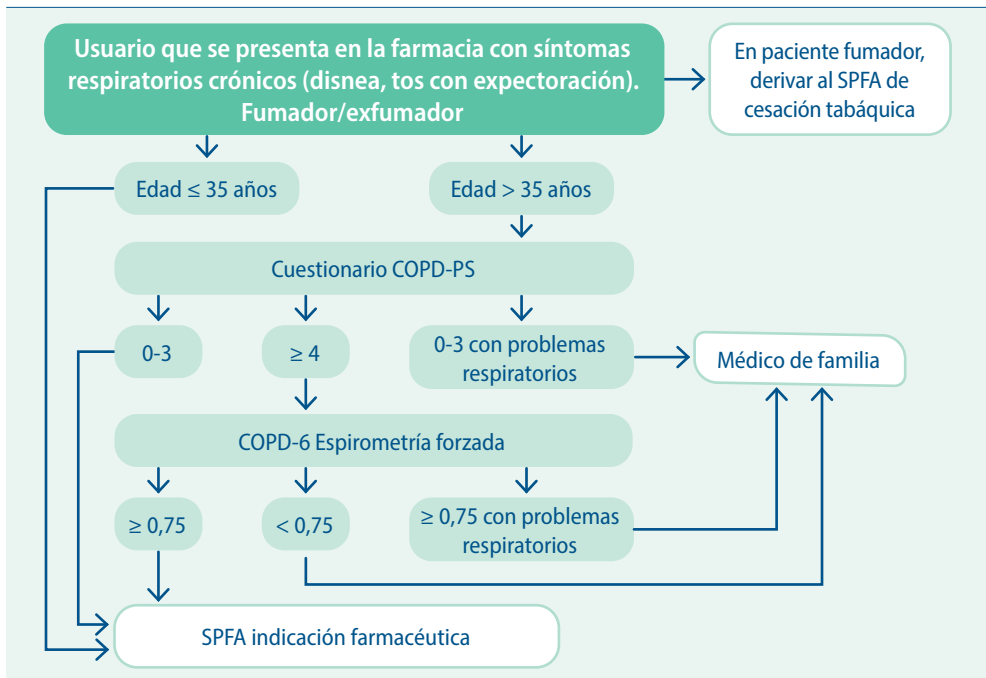 Usuario que se presenta en la farmacia con síntomas
respiratorios crónicos (disnea, tos con expectoración).
Fumador/exfumador
En paciente fumador,
derivar al SPFA de
cesación tabáquica
Edad ≤ 35 años
Edad > 35 años
Cuestionario COPD-PS
0-3
≥ 4
0-3 con problemas
respiratorios
Médico de familia
COPD-6 Espirometría forzada
≥ 0,75
< 0,75
≥ 0,75 con problemas
respiratorios
SPFA indicación farmacéutica